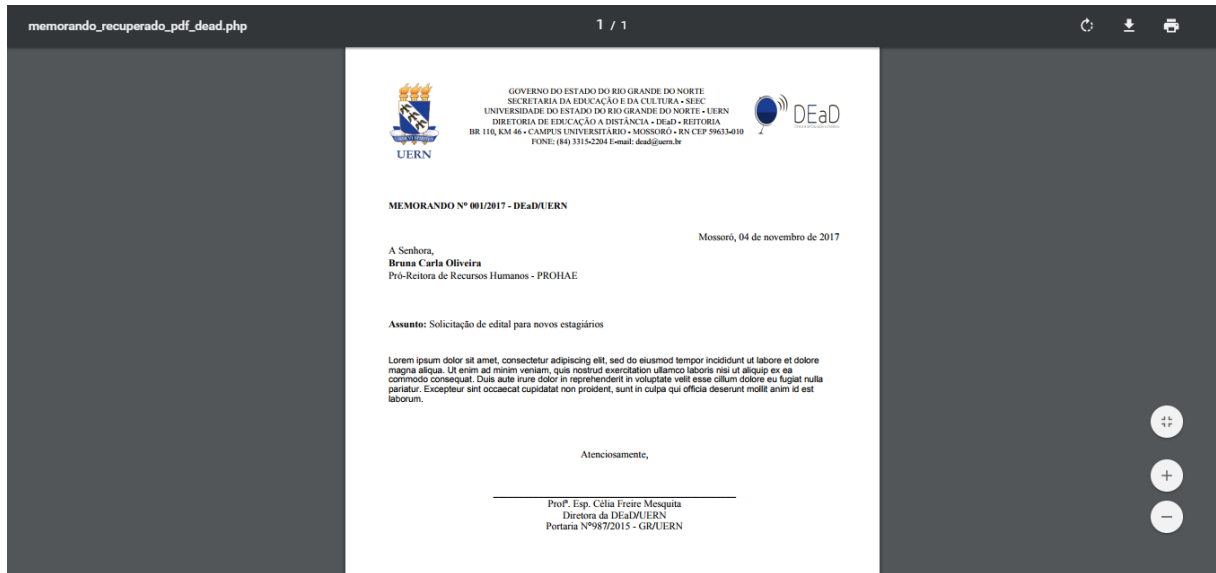 memorando_recuperado_pdf_dead.php
1 / 1
GOVERNO DO ESTADO DO RIO GRANDE DO NORTE
SECRETARIA DA EDUCAÇÃO E DA CULTURA - SEEC
UNIVERSIDADE DO ESTADO DO RIO GRANDE DO NORTE - UERN
DIRETORIA DE EDUCAÇÃO A DISTÂNCIA - DEaD - REITORIA
BR 110, KM 46 - CAMPUS UNIVERSITÁRIO - MOSSORÓ - RN CEP 59633-010
FONE: (84) 3315-2204 E-mail: dead@uern.br
UERN
DEaD
MEMORANDO Nº 001/2017 - DEaD/UERN
Mossoró, 04 de novembro de 2017
A Senhora,
Bruna Carla Oliveira
Pró-Reitora de Recursos Humanos - PROHAE
Assunto: Solicitação de edital para novos estagiários
Lorem ipsum dolor sit amet, consectetur adipiscing elit, sed do eiusmod tempor incididunt ut labore et dolore
magna aliqua. Ut enim ad minim veniam, quis nostrud exercitation ullamco laboris nisi ut aliquip ex ea
commodo consequat. Duis aute irure dolor in reprehenderit in voluptate velit esse cillum dolore eu fugiat nulla
pariatur. Excepteur sint occaecat cupidatat non proident, sunt in culpa qui officia deserunt mollit anim id est
laborum.
Atenciosamente,
Profª. Esp. Célia Freire Mesquita
Diretora da DEaD/UERN
Portaria Nº987/2015 - GR/UERN